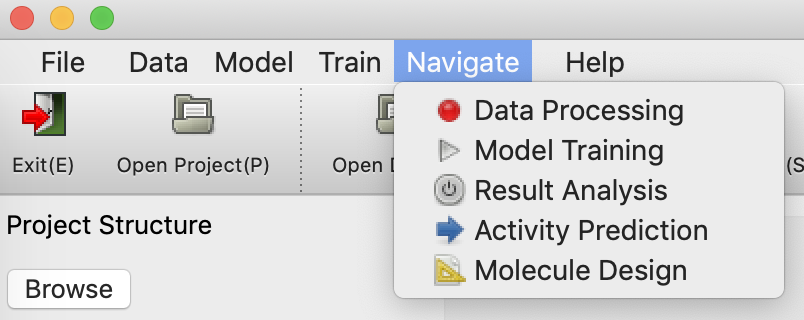 File Data Model Train Navigate Help
Data Processing
Model Training
Result Analysis
Activity Prediction
Molecule Design
Exit(E) Open Project(P) Open
Project Structure
Browse